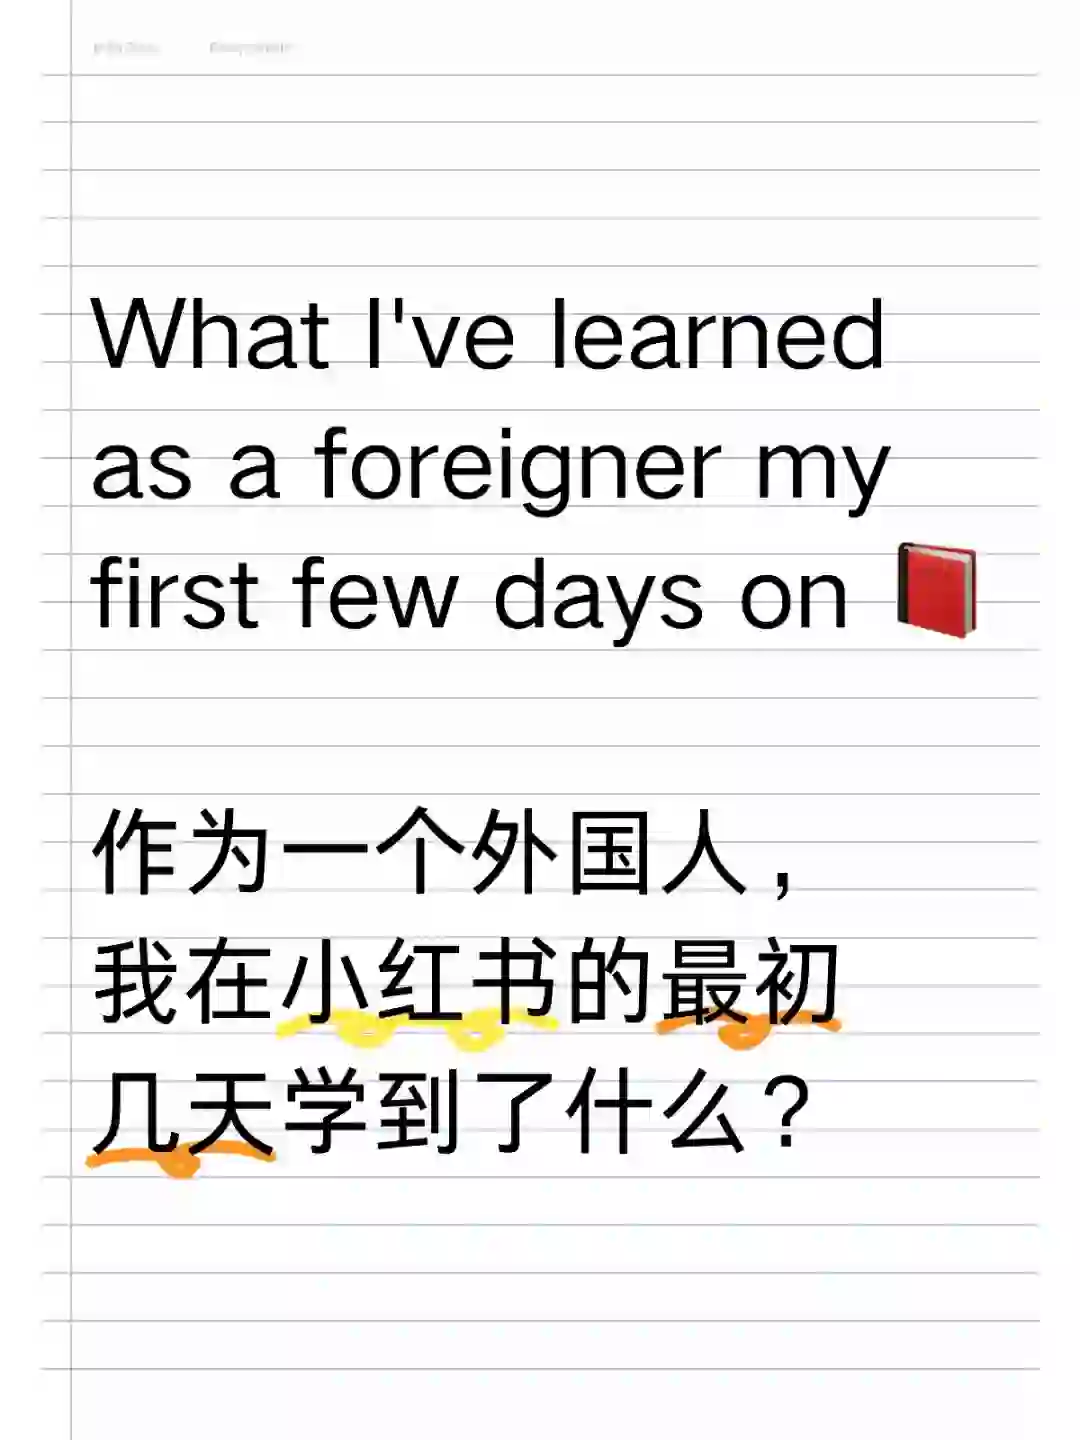 What I've learned
as a foreigner my
first few days on 📕
作为一个外国人，
我在小红书的最初
几天学到了什么？